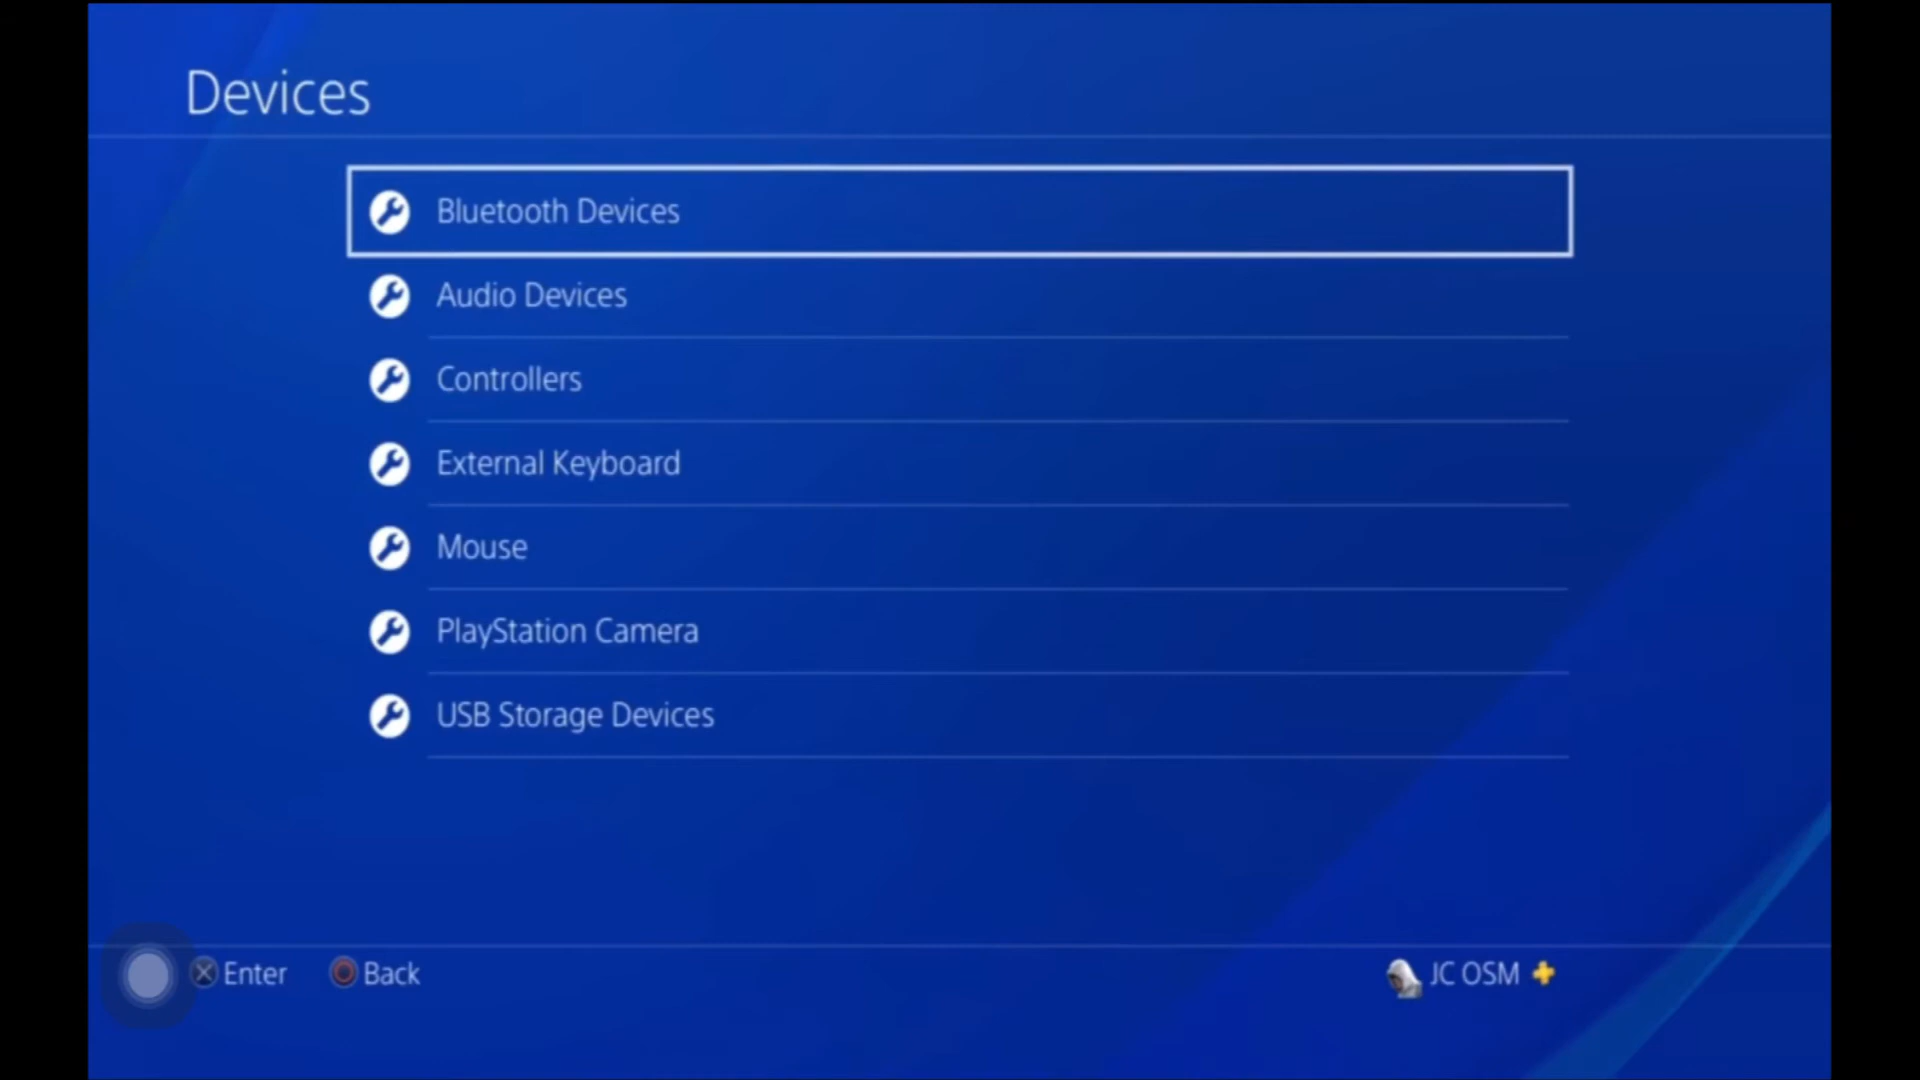 Devices
Bluetooth Devices
Audio Devices
Controllers
External Keyboard
Mouse
PlayStation Camera
USB Storage Devices
Enter
Back
JC OSM